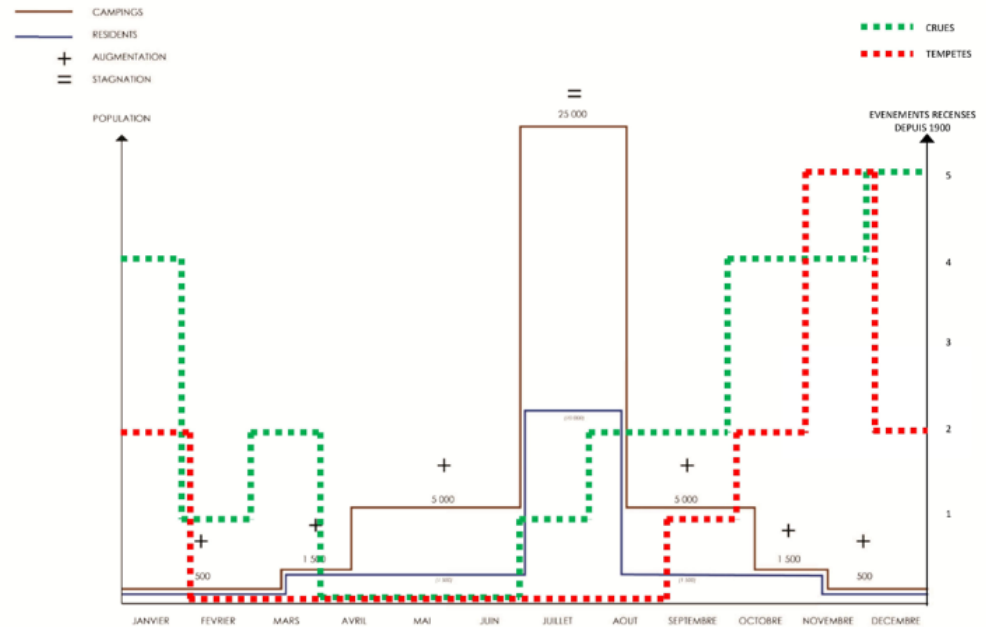 CAMPINGS
RESIDENTS
+ AUGMENTATION
= STAGNATION
CRUES
TEMPETES
POPULATION
EVENEMENTS RECENSES
DEPUIS 1900
=
25 000
5
4
3
2
1
+
5 000
+
5 000
+
1 500
+
500
+
1 500
+
500
JANVIER FEVRIER MARS AVRIL MAI JUIN JUILLET AOUT SEPTEMBRE OCTOBRE NOVEMBRE DECEMBRE